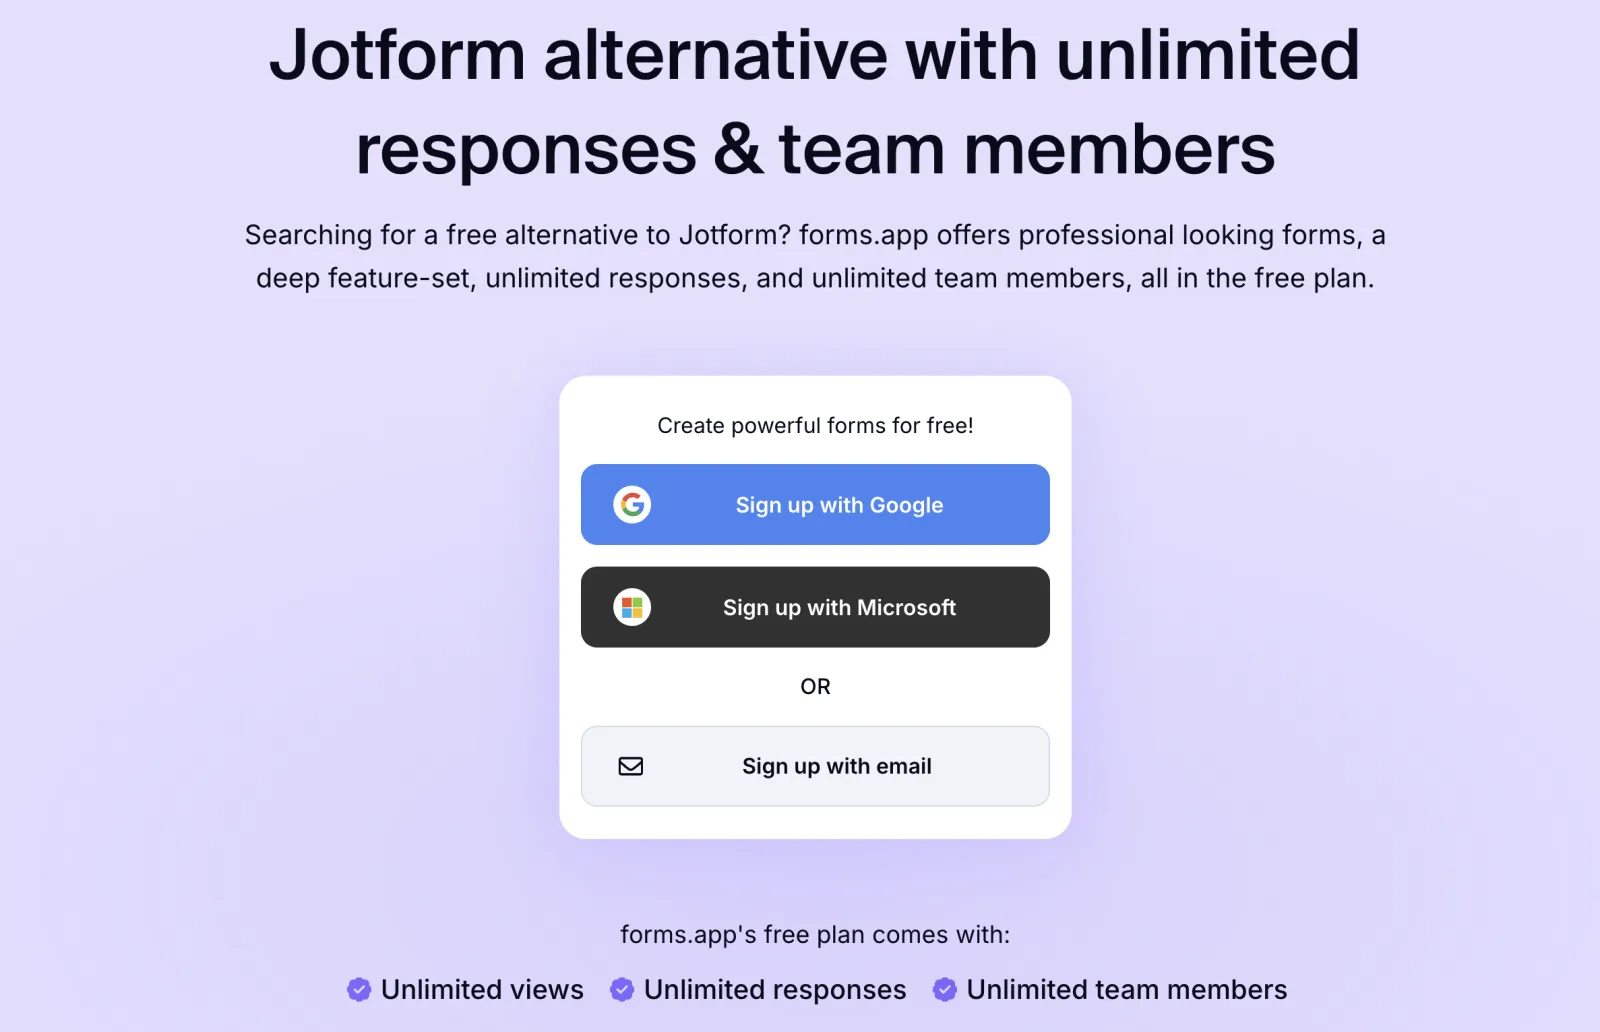 Jotform alternative with unlimited
responses & team members
Searching for a free alternative to Jotform? forms.app offers professional looking forms, a
deep feature-set, unlimited responses, and unlimited team members, all in the free plan.
Create powerful forms for free!
Sign up with Google
Sign up with Microsoft
OR
Sign up with email
forms.app's free plan comes with:
Unlimited views Unlimited responses Unlimited team members